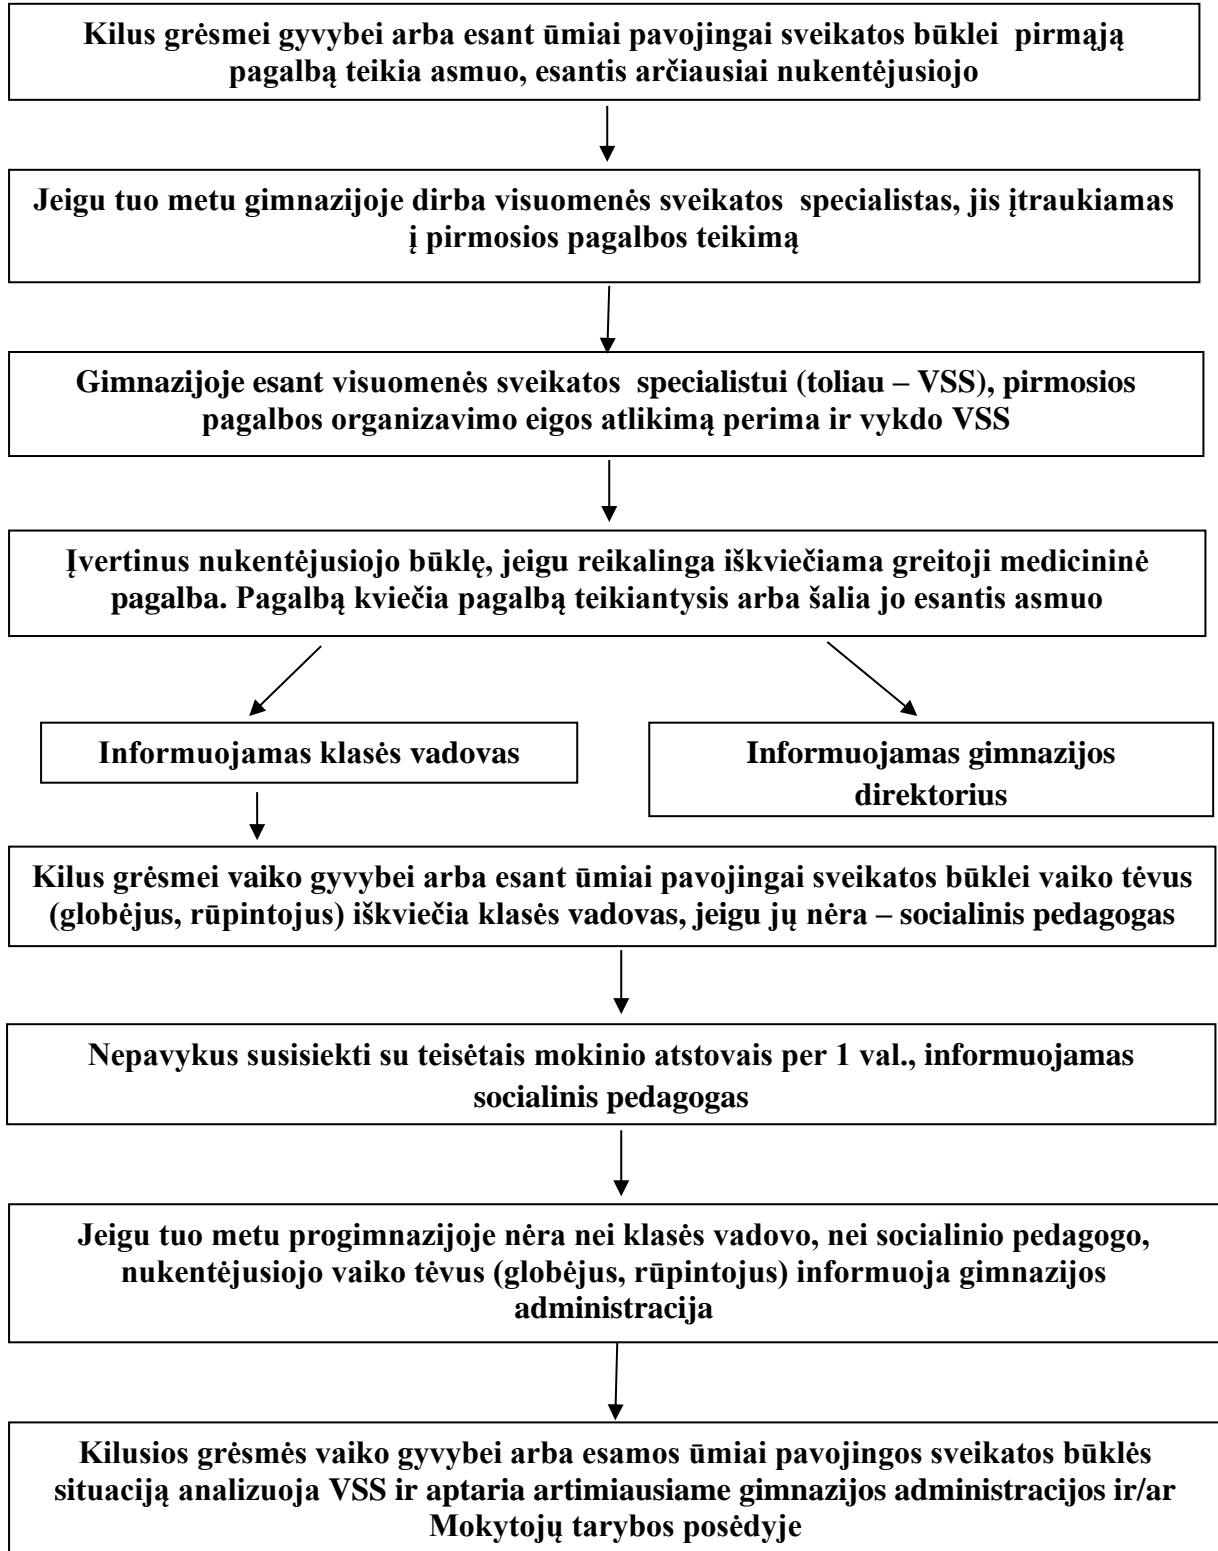 Kilus grėsmei gyvybei arba esant ūmiai pavojingai sveikatos būklei pirmąją
pagalbą teikia asmuo, esantis arčiausiai nukentėjusiojo
Jeigu tuo metu gimnazijoje dirba visuomenės sveikatos specialistas, jis įtraukiamas
į pirmosios pagalbos teikimą
Gimnazijoje esant visuomenės sveikatos specialistui (toliau – VSS), pirmosios
pagalbos organizavimo eigos atlikimą perima ir vykdo VSS
Įvertinus nukentėjusiojo būklę, jeigu reikalinga iškviečiama greitoji medicininė
pagalba. Pagalbą kviečia pagalbą teikiantysis arba šalia jo esantis asmuo
Informuojamas klasės vadovas
Informuojamas gimnazijos
direktorius
Kilus grėsmei vaiko gyvybei arba esant ūmiai pavojingai sveikatos būklei vaiko tėvus
(globėjus, rūpintojus) iškviečia klasės vadovas, jeigu jų nėra – socialinis pedagogas
Nepavykus susisiekti su teisėtais mokinio atstovais per 1 val., informuojamas
socialinis pedagogas
Jeigu tuo metu progimnazijoje nėra nei klasės vadovo, nei socialinio pedagogo,
nukentėjusiojo vaiko tėvus (globėjus, rūpintojus) informuoja gimnazijos
administracija
Kilusios grėsmės vaiko gyvybei arba esamos ūmiai pavojingos sveikatos būklės
situaciją analizuoja VSS ir aptaria artimiausiame gimnazijos administracijos ir/ar
Mokytojų tarybos posėdyje